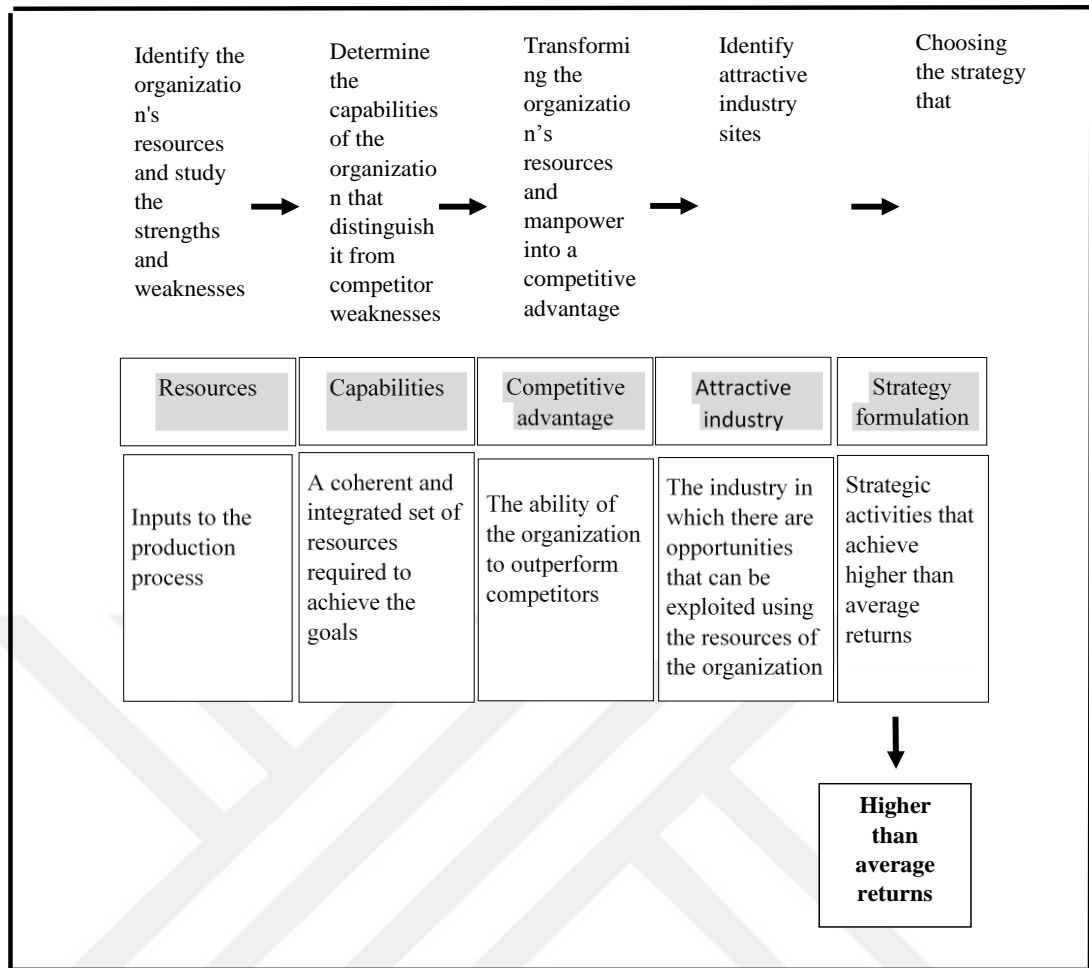 Identify the
organizatio
n's
resources
and study
the
strengths
and
weaknesses
Determine
the
capabilities
of the
organizatio
n that
distinguish
it from
competitor
weaknesses
Transformi
ng the
organizatio
n’s
resources
and
manpower
into a
competitive
advantage
Identify
attractive
industry
sites
Choosing
the strategy
that
Resources
Capabilities
Competitive
advantage
Attractive
industry
Strategy
formulation
Inputs to the
production
process
A coherent and
integrated set of
resources
required to
achieve the
goals
The ability of
the organization
to outperform
competitors
The industry in
which there are
opportunities
that can be
exploited using
the resources of
the organization
Strategic
activities that
achieve
higher than
average
returns
Higher
than
average
returns